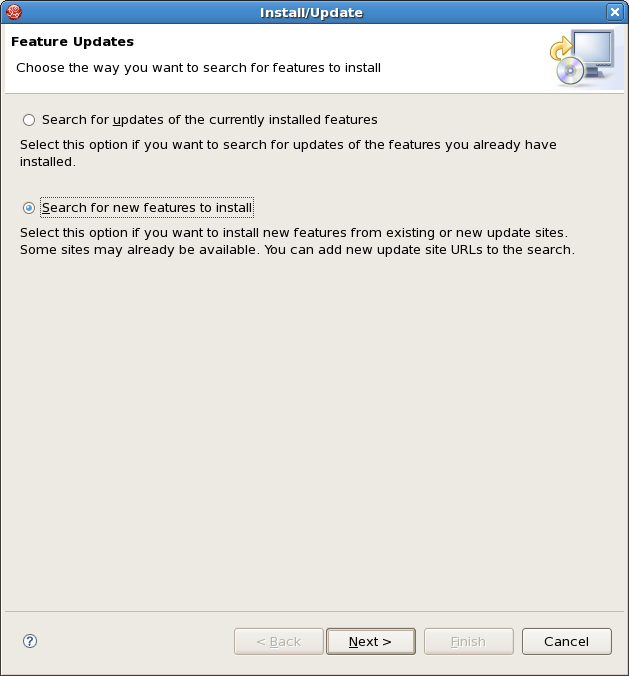 Install/Update
Feature Updates
Choose the way you want to search for features to install
Search for updates of the currently installed features
Select this option if you want to search for updates of the features you already have
installed.
Search for new features to install
Select this option if you want to install new features from existing or new update sites.
Some sites may already be available. You can add new update site URLs to the search.
?
< Back
Next >
Finish
Cancel